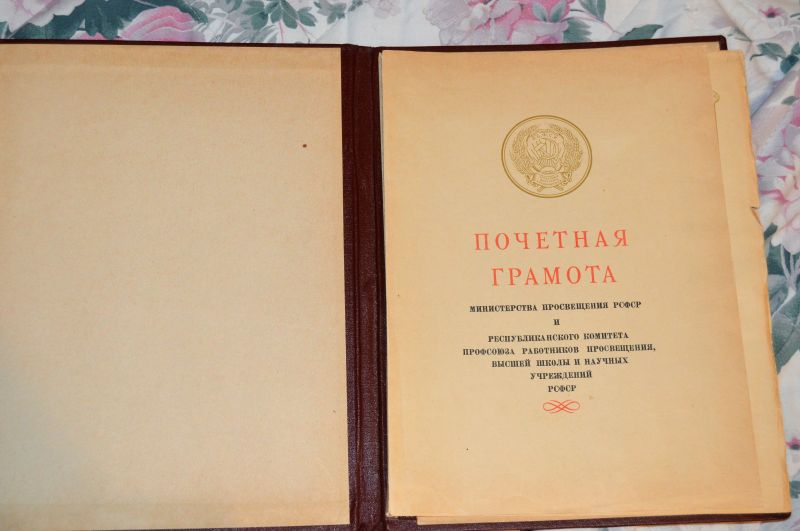 ПОЧЕТНАЯ
ГРАМОТА
МИНИСТЕРСТВА ПРОСВЕЩЕНИЯ РСФСР
И
РЕСПУБЛИКАНСКОГО КОМИТЕТА
ПРОФСОЮЗА РАБОТНИКОВ ПРОСВЕЩЕНИЯ,
ВЫСШЕЙ ШКОЛЫ И НАУЧНЫХ
УЧРЕЖДЕНИЙ
РСФСР